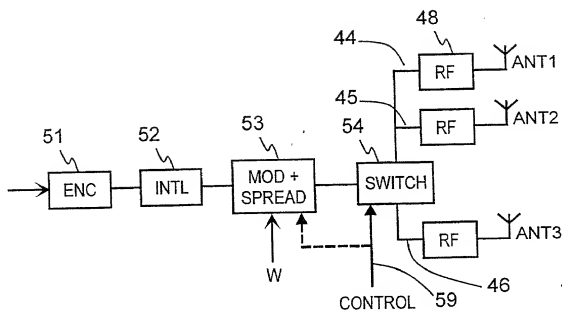 44
48
RF
ANT1
45
RF
ANT2
51
52
53
54
ENC
INTL
MOD +
SPREAD
SWITCH
RF
ANT3
W
46
59
CONTROL